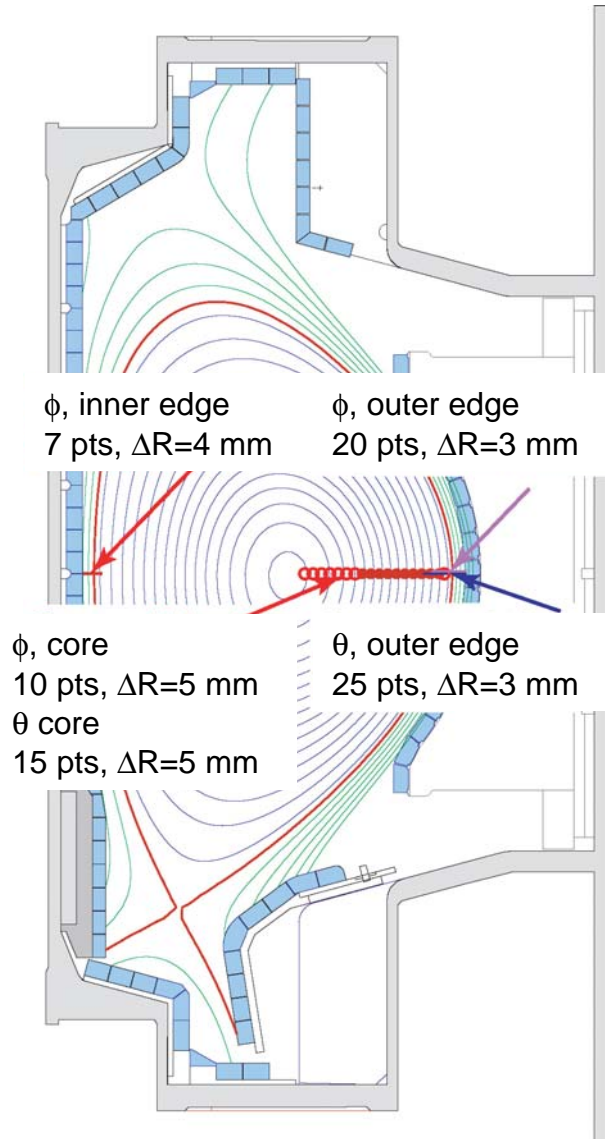 ϕ, inner edge
7 pts, ΔR=4 mm
ϕ, outer edge
20 pts, ΔR=3 mm
ϕ, core
10 pts, ΔR=5 mm
θ core
15 pts, ΔR=5 mm
θ, outer edge
25 pts, ΔR=3 mm